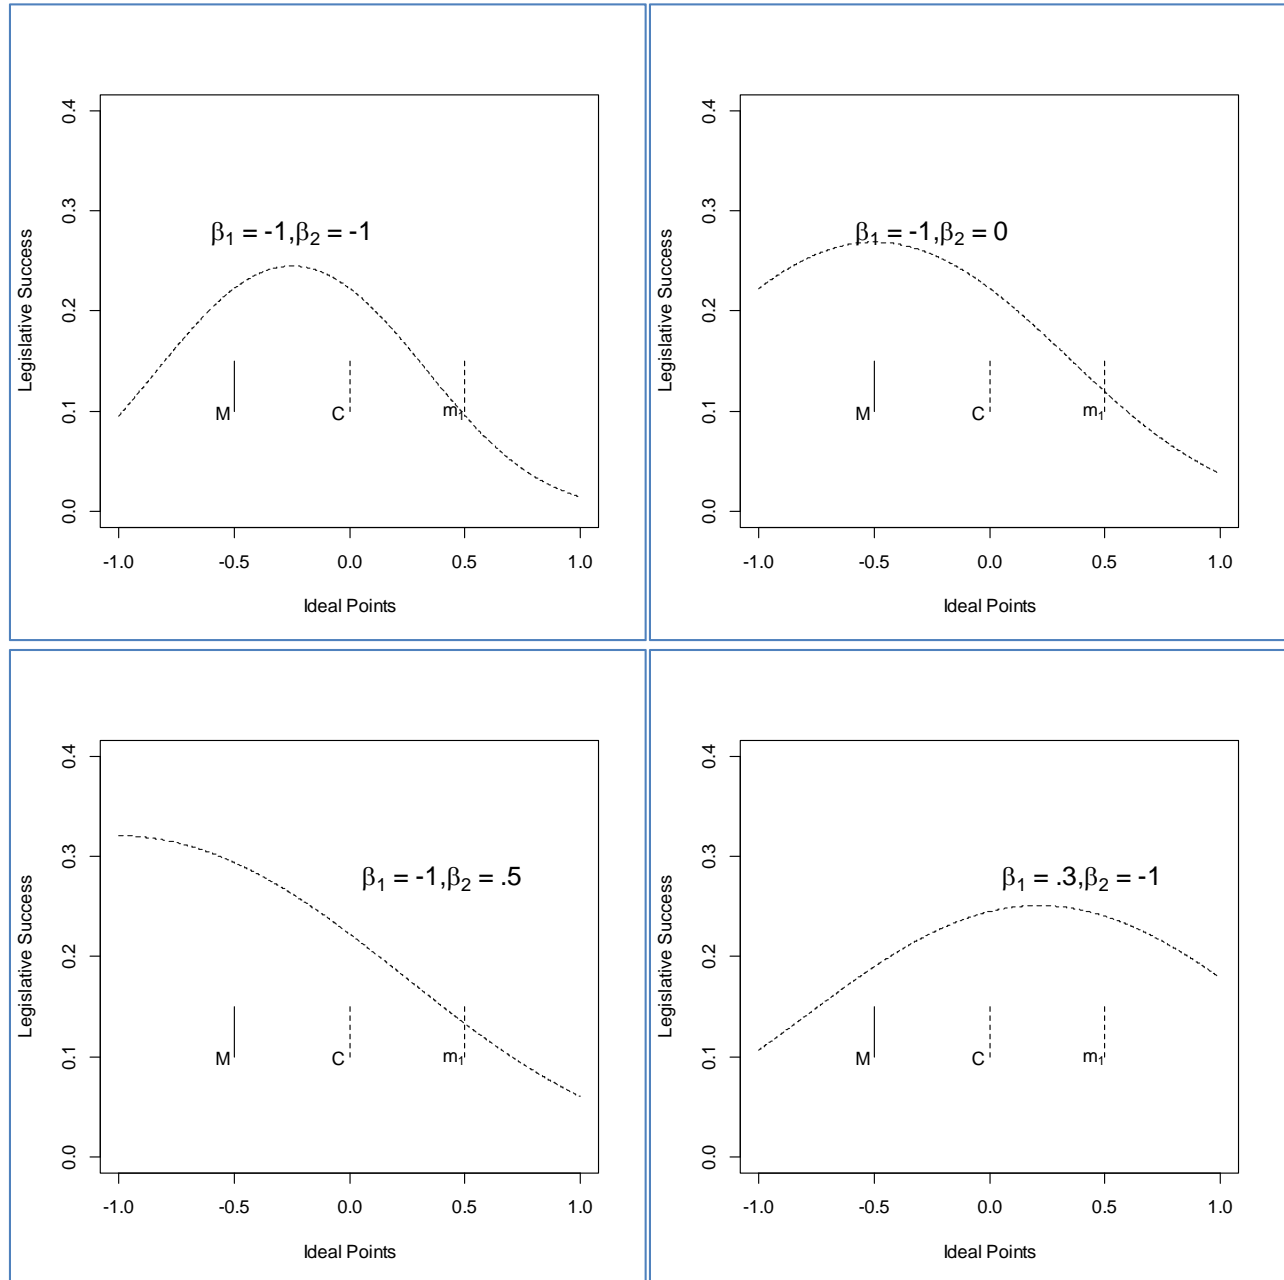 β1 = -1,β2 = -1
Legislative Success
0.0 0.1 0.2 0.3 0.4
M C m1
-1.0 -0.5 0.0 0.5 1.0
Ideal Points
β1 = -1,β2 = 0
Legislative Success
0.0 0.1 0.2 0.3 0.4
M C m1
-1.0 -0.5 0.0 0.5 1.0
Ideal Points
β1 = -1,β2 = .5
Legislative Success
0.0 0.1 0.2 0.3 0.4
M C m1
-1.0 -0.5 0.0 0.5 1.0
Ideal Points
β1 = .3,β2 = -1
Legislative Success
0.0 0.1 0.2 0.3 0.4
M C m1
-1.0 -0.5 0.0 0.5 1.0
Ideal Points